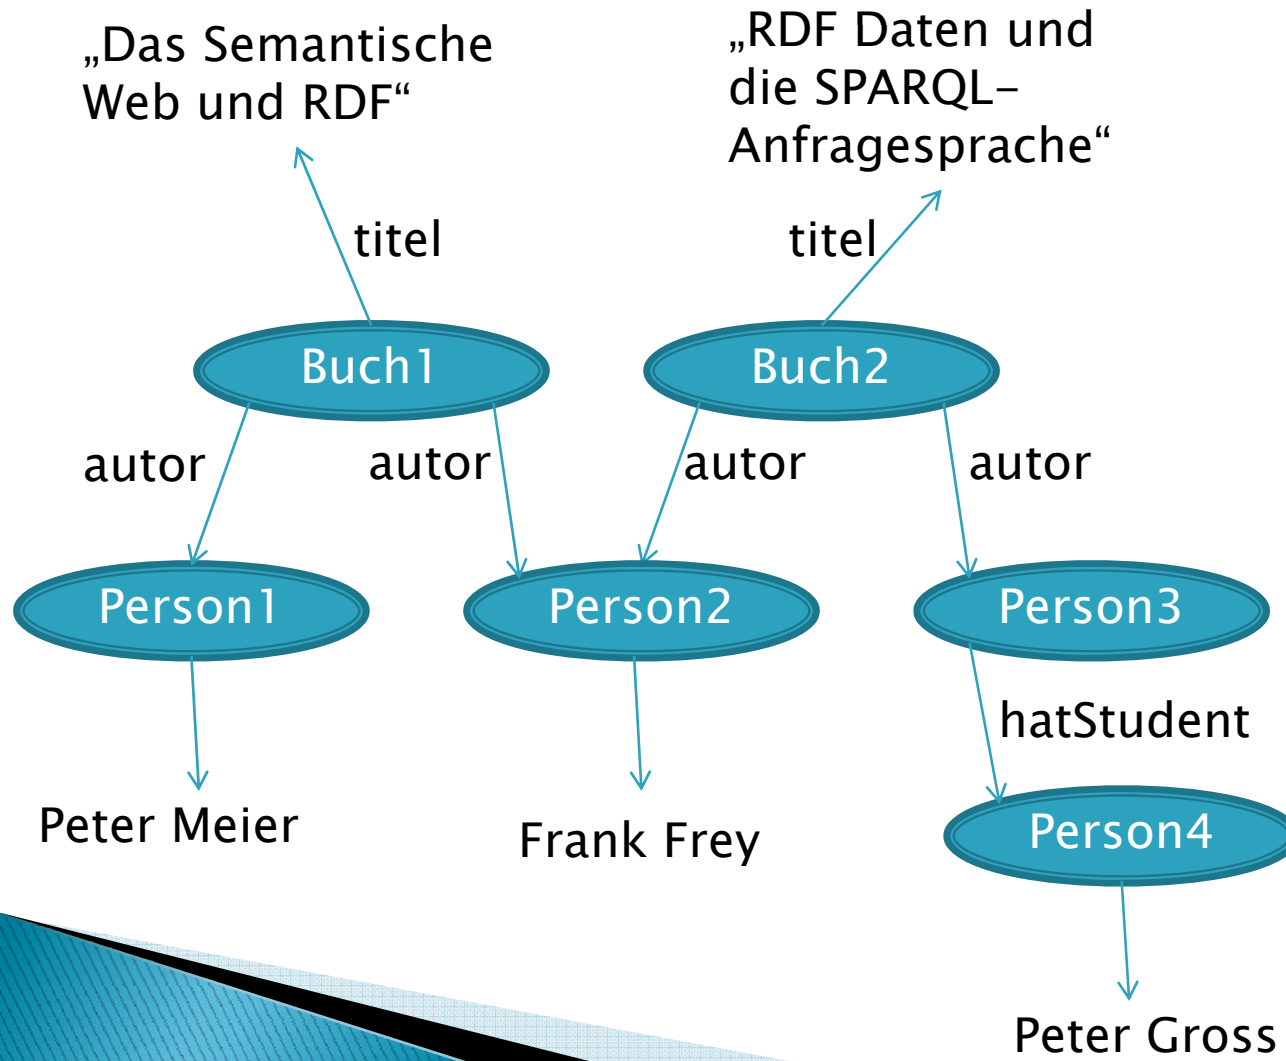 „Das Semantische
Web und RDF“
„RDF Daten und
die SPARQL-
Anfragesprache“
titel
titel
Buch1
Buch2
autor
autor
autor
autor
Person1
Person2
Person3
hatStudent
Peter Meier
Frank Frey
Person4
Peter Gross